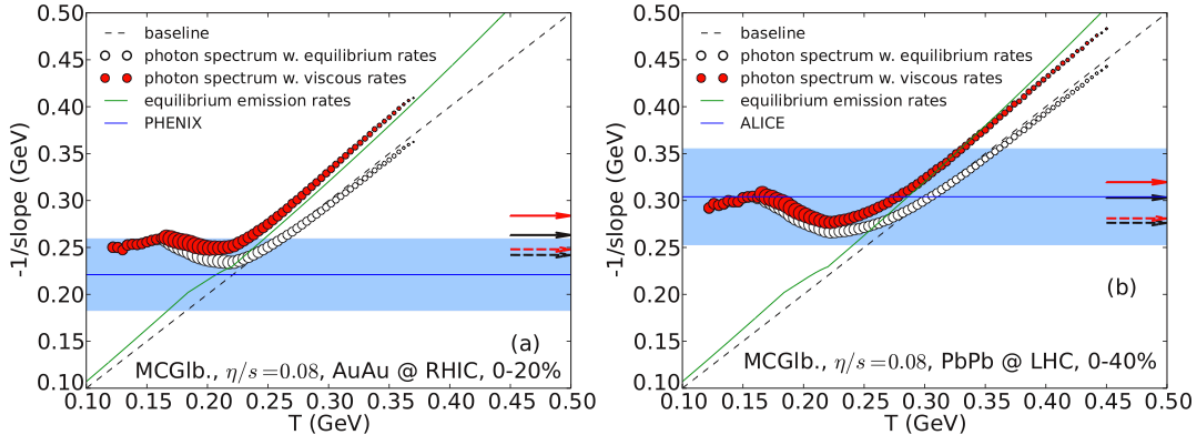 0.50
0.45
0.40
0.35
0.30
0.25
0.20
0.15
0.10
-1/slope (GeV)
baseline
photon spectrum w. equilibrium rates
photon spectrum w. viscous rates
equilibrium emission rates
PHENIX
(a)
MCGlb., η/s=0.08, AuAu @ RHIC, 0-20%
0.10 0.15 0.20 0.25 0.30 0.35 0.40 0.45 0.50
T (GeV)
0.50
0.45
0.40
0.35
0.30
0.25
0.20
0.15
0.10
-1/slope (GeV)
baseline
photon spectrum w. equilibrium rates
photon spectrum w. viscous rates
equilibrium emission rates
ALICE
(b)
MCGlb., η/s=0.08, PbPb @ LHC, 0-40%
0.10 0.15 0.20 0.25 0.30 0.35 0.40 0.45 0.50
T (GeV)